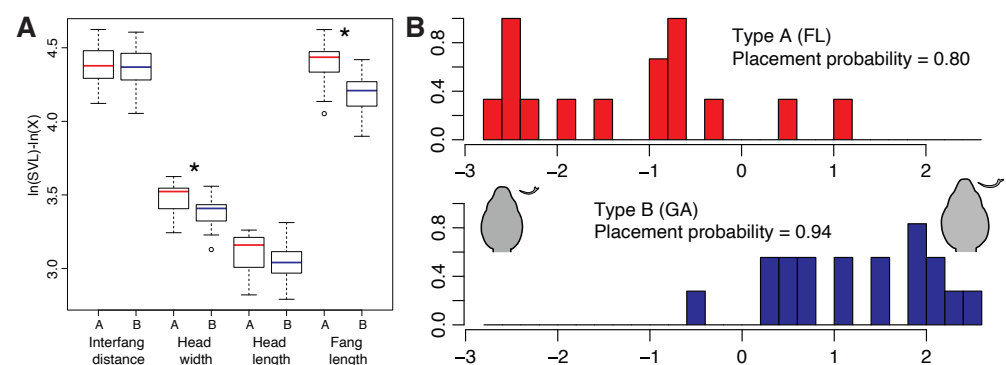 A
ln(SVL)-ln(X)
4.5
4.0
3.5
3.0
*
*
A B A B A B A B
Interfang distance
Head width
Head length
Fang length
B
0.8
0.4
0.0
Type A (FL)
Placement probability = 0.80
−3 −2 −1 0 1 2
0.8
0.4
0.0
Type B (GA)
Placement probability = 0.94
−3 −2 −1 0 1 2